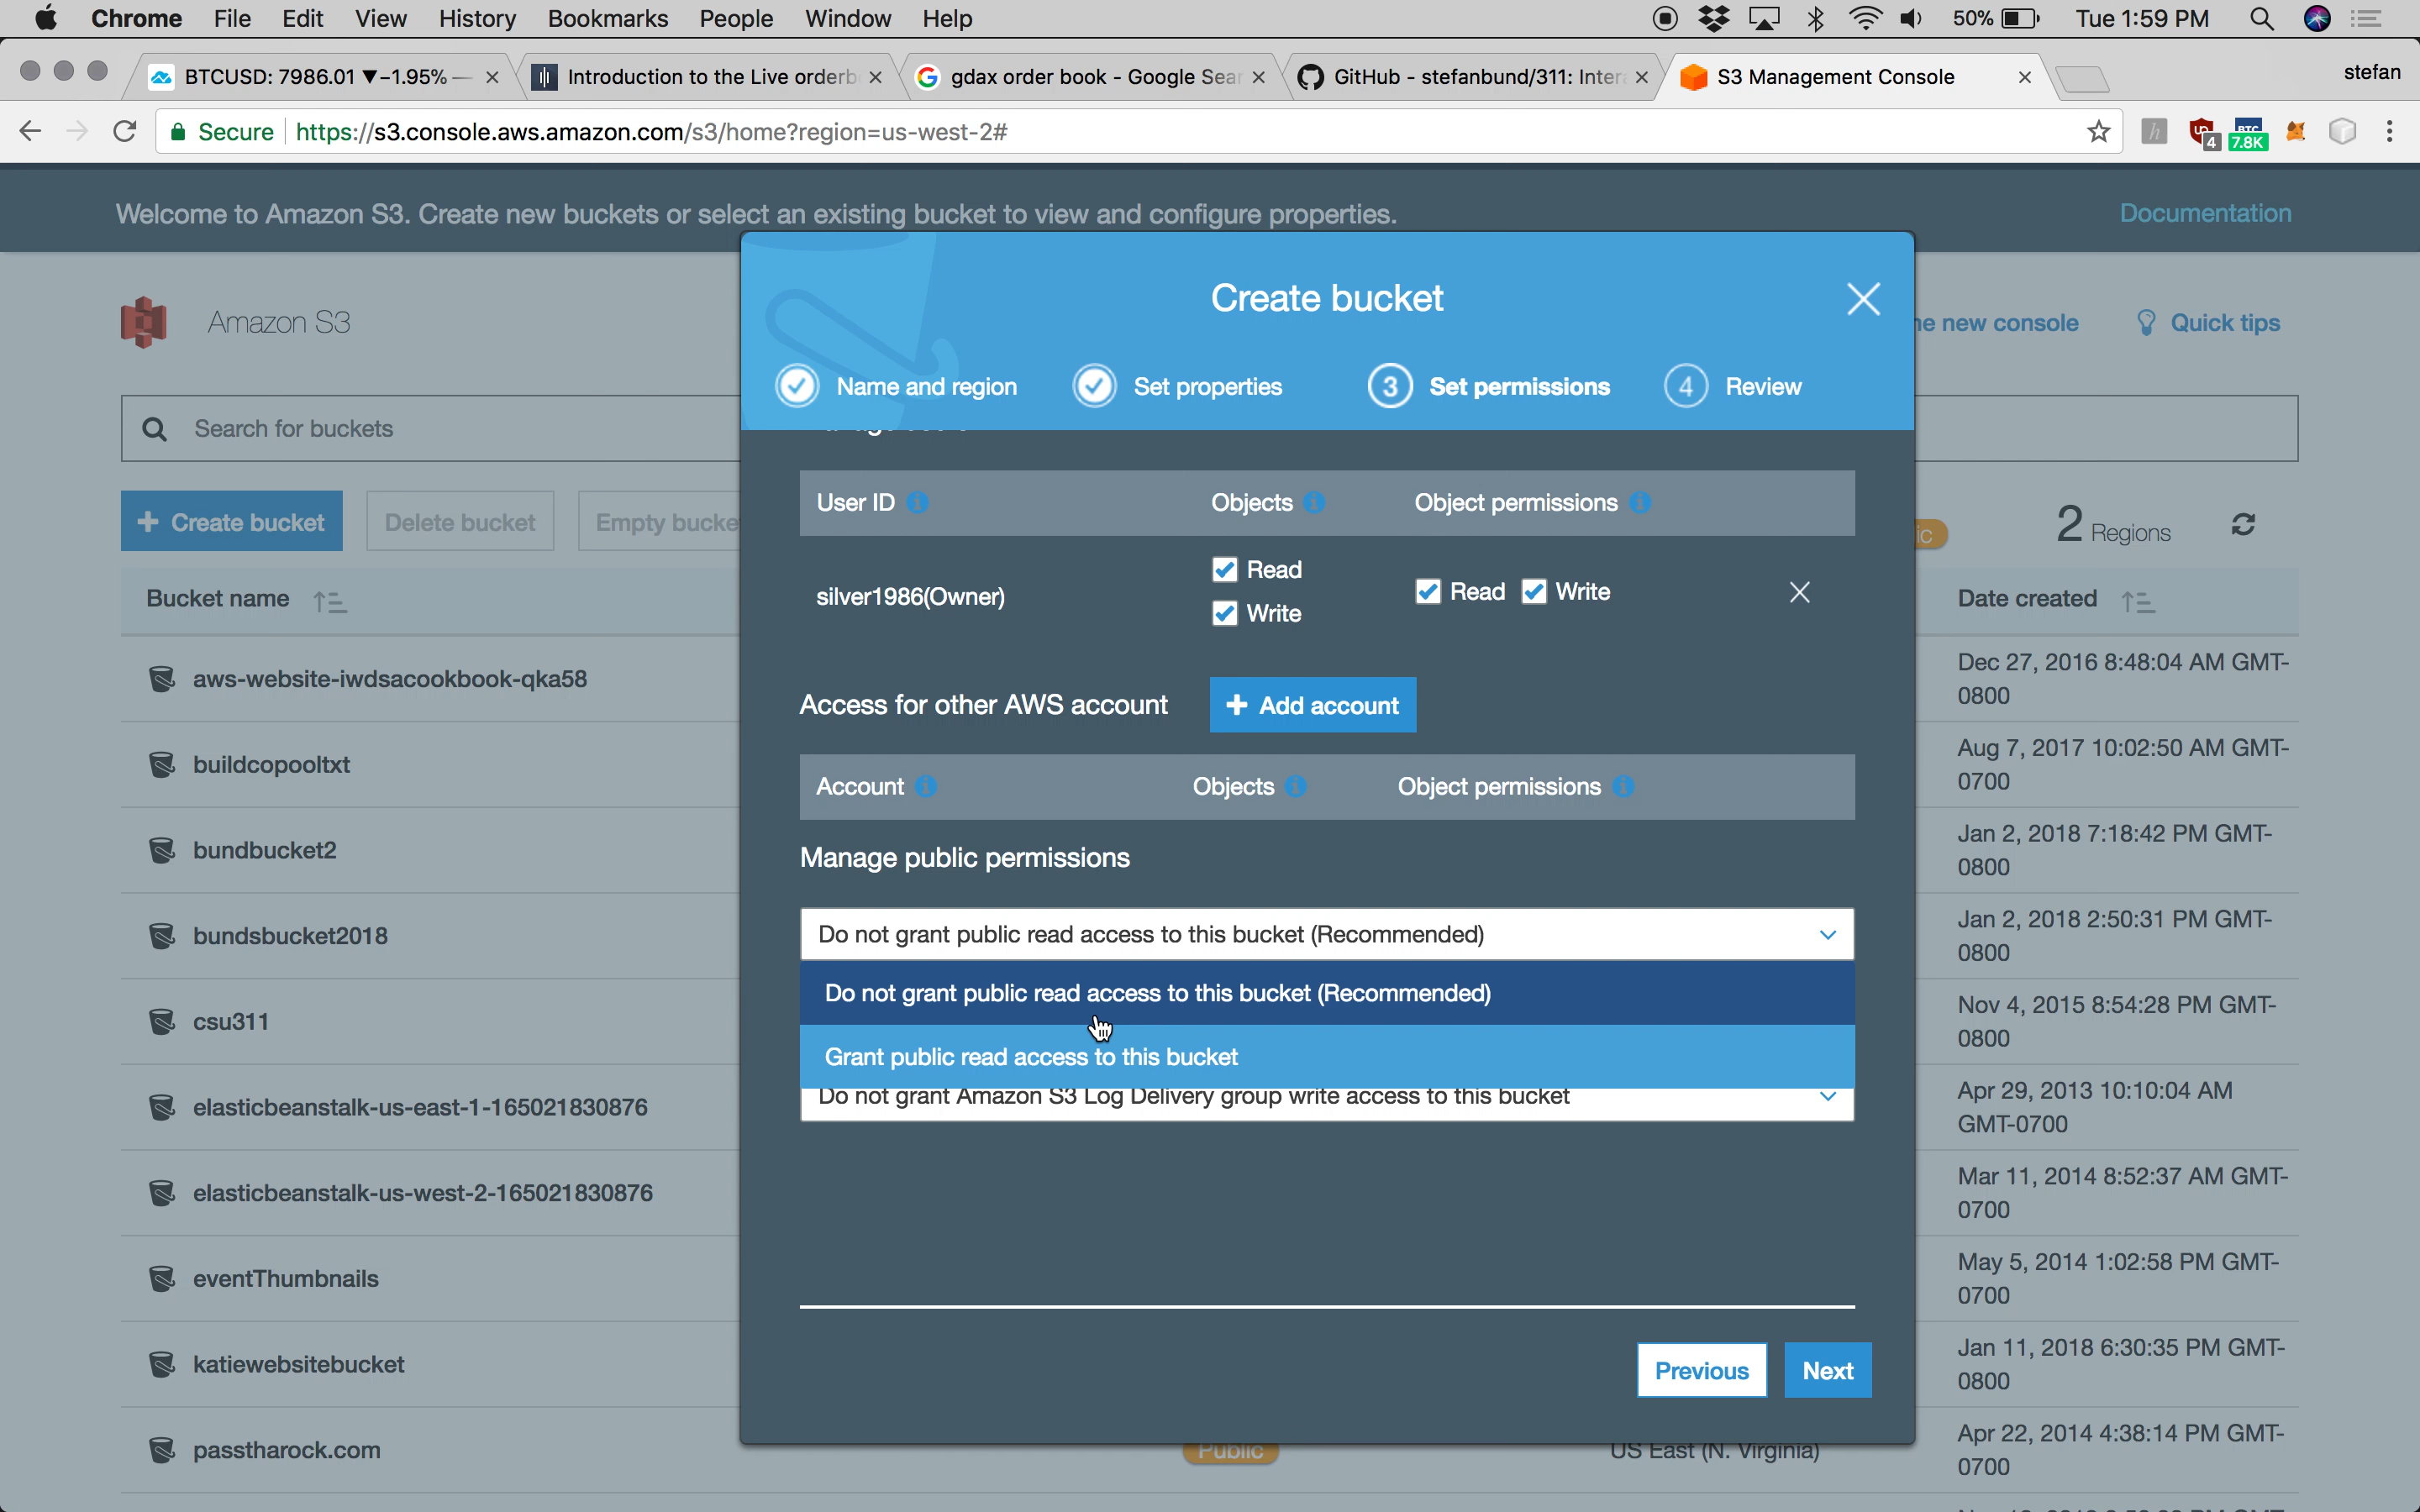 Chrome File Edit View History Bookmarks People Window Help 50% Tue 1:59 PM
BTCUSD: 7986.01 ▼−1.95% — Introduction to the Live orderb gdax order book - Google Sear GitHub - stefanbund/311: Inter S3 Management Console stefan
Secure https://s3.console.aws.amazon.com/s3/home?region=us-west-2# h 4 BTC 7.8K
Welcome to Amazon S3. Create new buckets or select an existing bucket to view and configure properties. Documentation
Create bucket
Amazon S3 he new console Quick tips
Name and region Set properties 3 Set permissions 4 Review
Search for buckets
User ID Objects Object permissions
Create bucket Delete bucket Empty bucke ic 2 Regions
Read
silver1986(Owner) Read Write
Write
Bucket name Date created
aws-website-iwdsacookbook-qka58 Dec 27, 2016 8:48:04 AM GMT-
0800
Access for other AWS account Add account
buildcopooltxt Aug 7, 2017 10:02:50 AM GMT-
0700
Account Objects Object permissions
bundbucket2 Jan 2, 2018 7:18:42 PM GMT-
0800
Manage public permissions
bundsbucket2018 Jan 2, 2018 2:50:31 PM GMT-
0800
Do not grant public read access to this bucket (Recommended)
Do not grant public read access to this bucket (Recommended)
csu311 Nov 4, 2015 8:54:28 PM GMT-
0800
Grant public read access to this bucket
Do not grant Amazon S3 Log Delivery group write access to this bucket
elasticbeanstalk-us-east-1-165021830876 Apr 29, 2013 10:10:04 AM
GMT-0700
elasticbeanstalk-us-west-2-165021830876 Mar 11, 2014 8:52:37 AM GMT-
0700
eventThumbnails May 5, 2014 1:02:58 PM GMT-
0700
katiewebsitebucket Jan 11, 2018 6:30:35 PM GMT-
0800
Previous Next
passtharock.com Public US East (N. Virginia) Apr 22, 2014 4:38:14 PM GMT-
0700